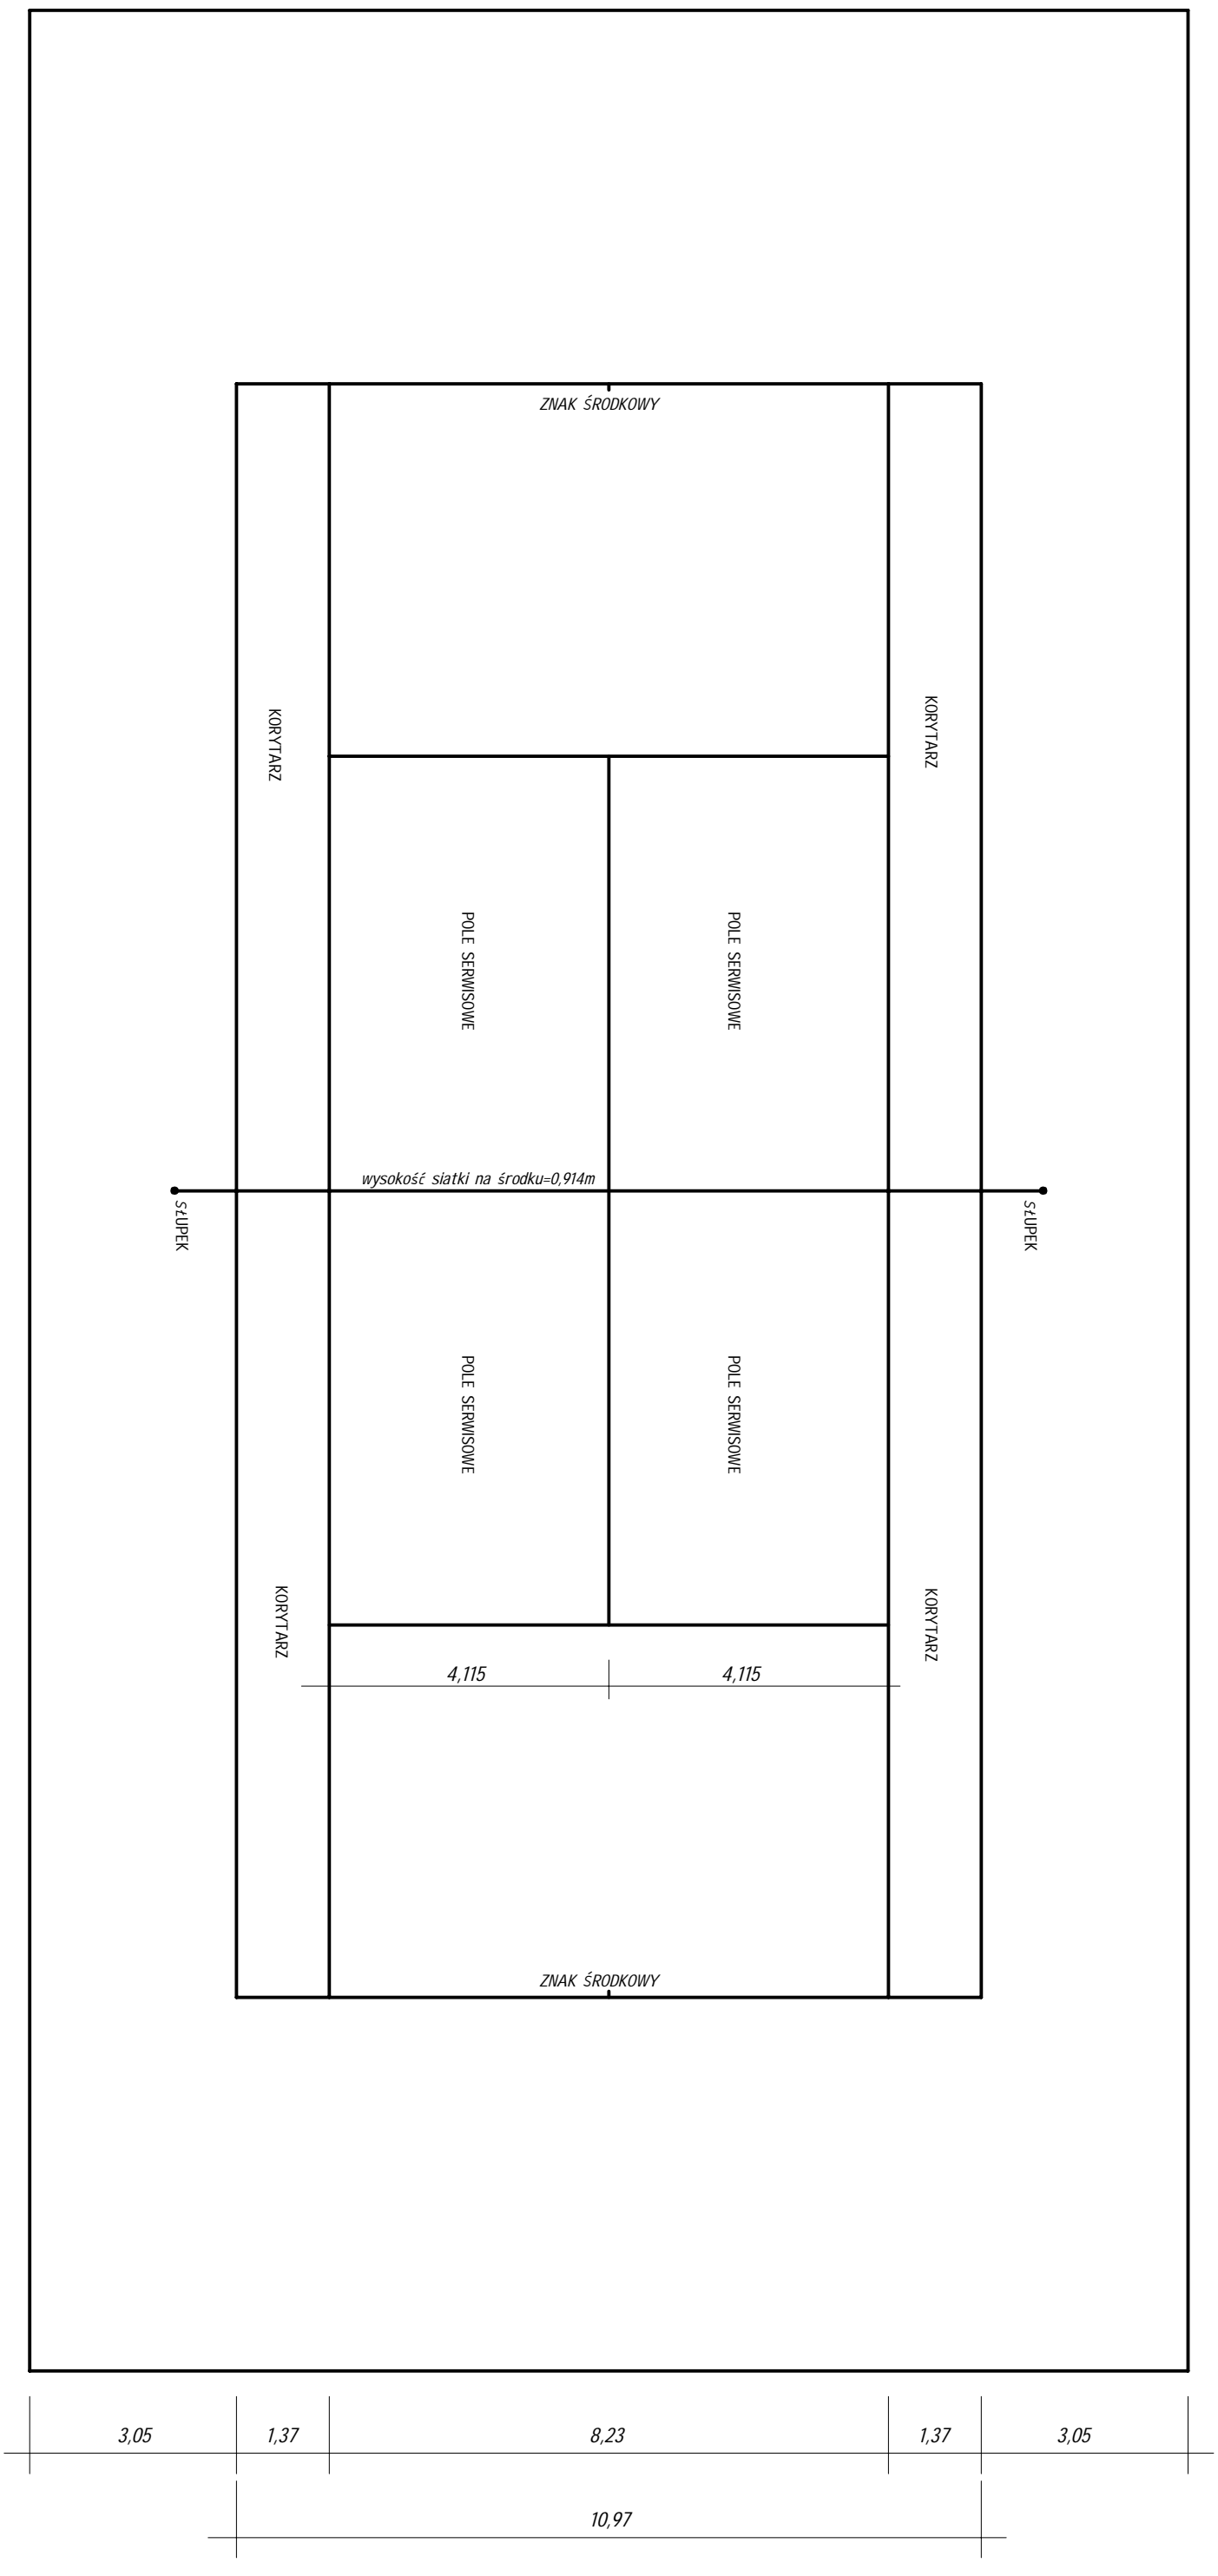 ZNAK ŚRODKOWY
KORYTARZ
KORYTARZ
POLE SERWISOWE
POLE SERWISOWE
wysokość siatki na środku=0,914m
SŁUPEK
SŁUPEK
POLE SERWISOWE
POLE SERWISOWE
KORYTARZ
KORYTARZ
4,115
4,115
ZNAK ŚRODKOWY
3,05
1,37
8,23
1,37
3,05
10,97